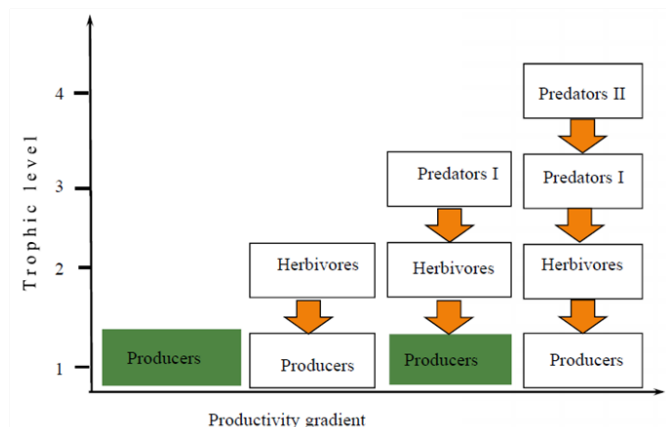 Trophic level
4
3
2
1
Predators II
Predators I
Predators I
Herbivores
Herbivores
Herbivores
Producers
Producers
Producers
Producers
Productivity gradient